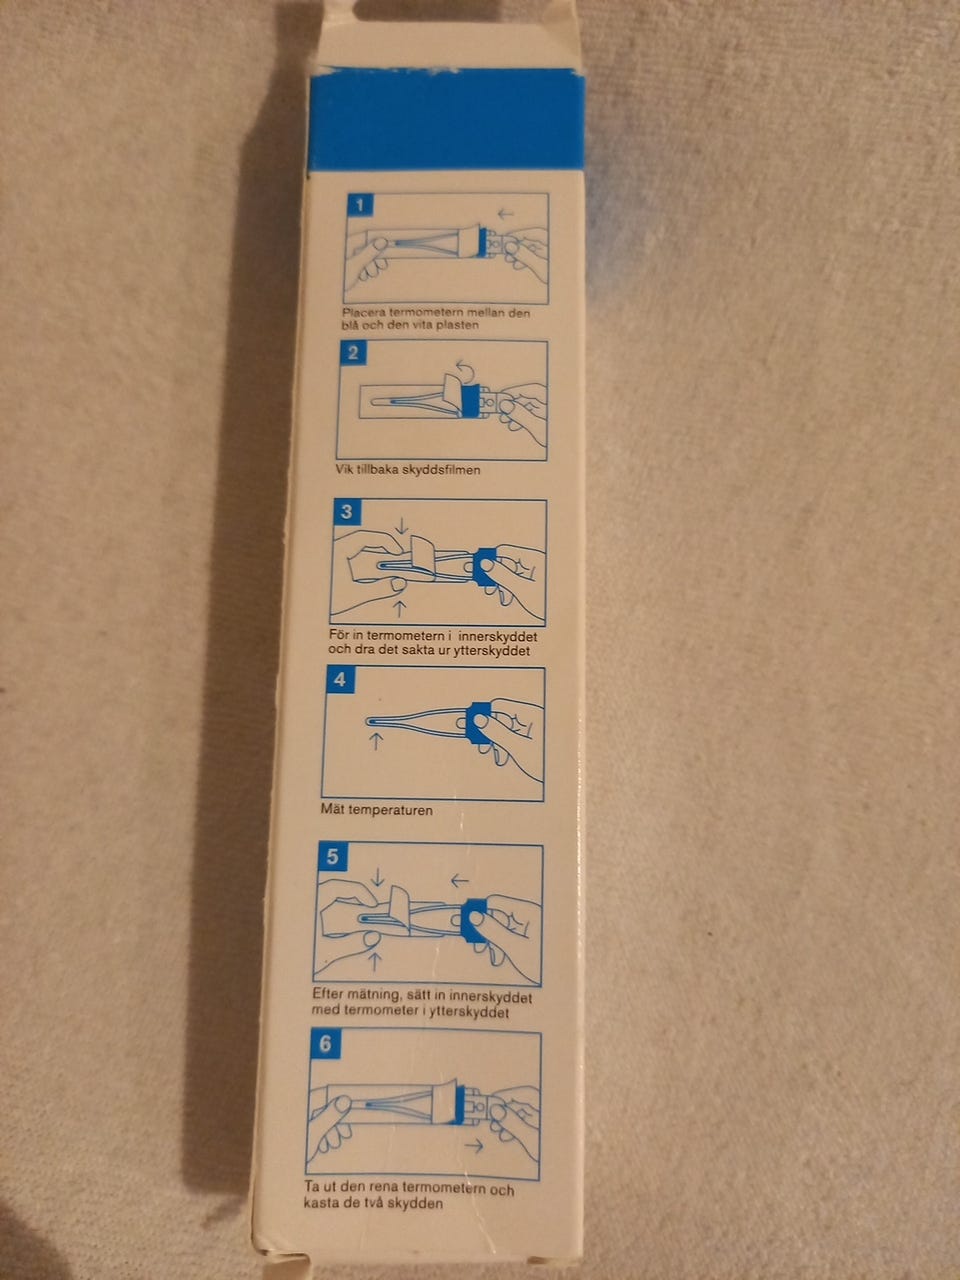 1
Placera termometern mellan den
blå och den vita plasten
2
Vik tillbaka skyddsfilmen
3
För in termometern i innerskyddet
och dra det sakta ur ytterskyddet
4
Mät temperaturen
5
Efter mätning, sätt in innerskyddet
med termometer i ytterskyddet
6
Ta ut den rena termometern och
kasta de två skydden